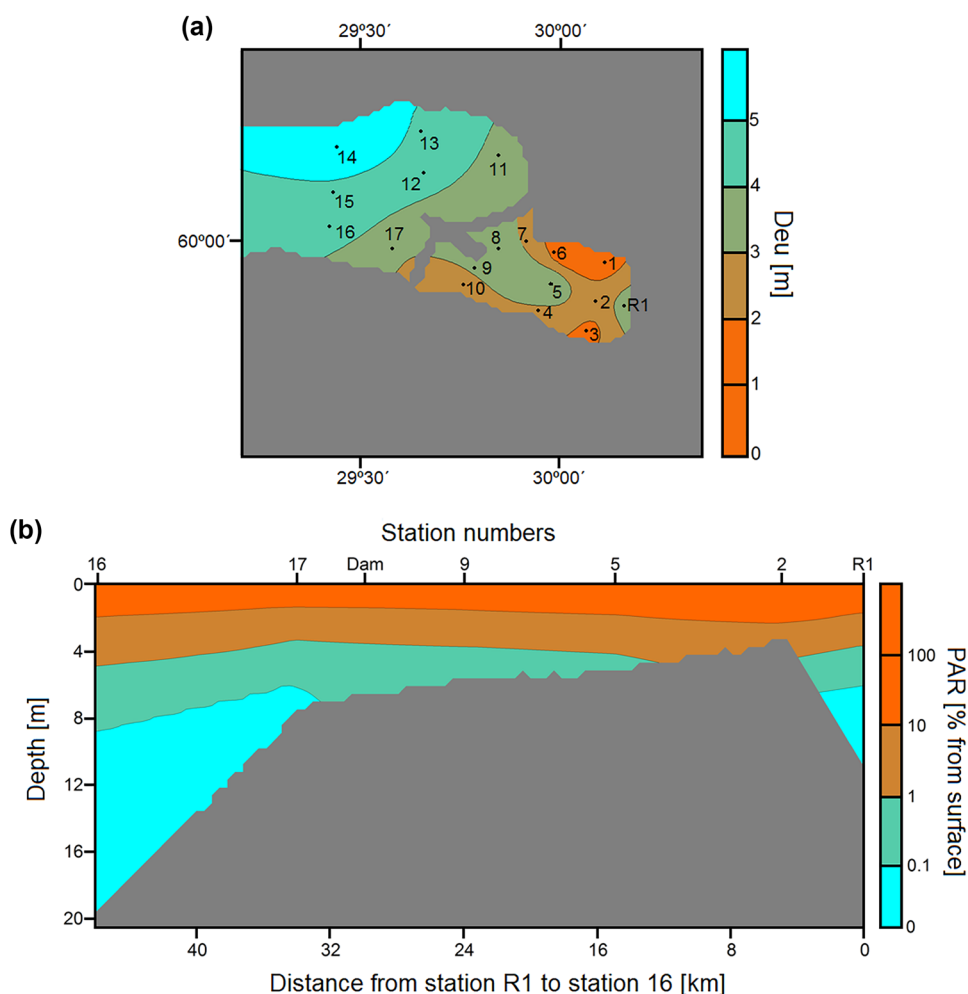 (a)
29º30´ 30º00´
5
4
3
2
1
0
Deu [m]
60º00´
13
14
11
12
15
16
17
8
7
6
1
9
10
5
2
R1
4
3
29º30´ 30º00´
(b)
Station numbers
16 17 Dam 9 5 2 R1
0
4
8
12
16
20
Depth [m]
100
10
1
0.1
0
PAR [% from surface]
40 32 24 16 8 0
Distance from station R1 to station 16 [km]